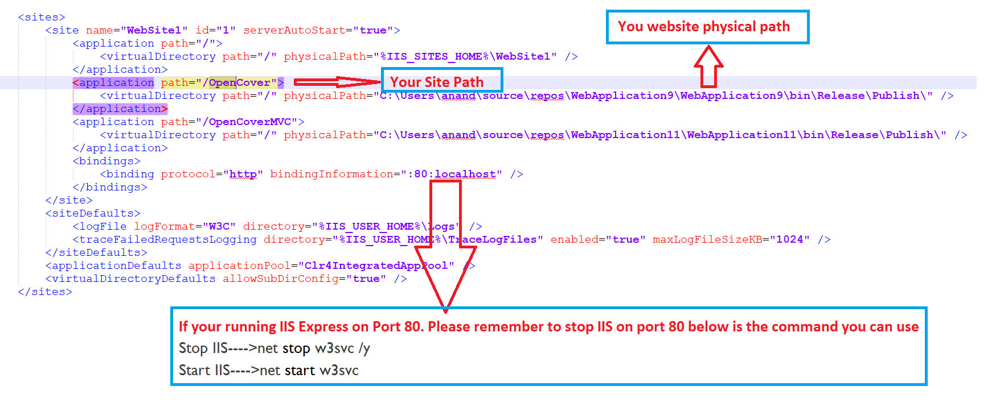 <sites>
<site name="WebSite1" id="1" serverAutoStart="true">
You website physical path
<application path="/">
<virtualDirectory path="/" physicalPath="%IIS_SITES_HOME%\WebSite1" />
</application>
<application path="/OpenCover">
Your Site Path
<virtualDirectory path="/" physicalPath="C:\Users\anand\source\repos\WebApplication9\WebApplication9\bin\Release\Publish\" />
</application>
<application path="/OpenCoverMVC">
<virtualDirectory path="/" physicalPath="C:\Users\anand\source\repos\WebApplication11\WebApplication11\bin\Release\Publish\" />
</application>
<bindings>
<binding protocol="http" bindingInformation=":80:localhost" />
</bindings>
</site>
<siteDefaults>
<logFile logFormat="W3C" directory="%IIS_USER_HOME%\Logs" />
<traceFailedRequestsLogging directory="%IIS_USER_HOME%\TraceLogFiles" enabled="true" maxLogFileSizeKB="1024" />
</siteDefaults>
<applicationDefaults applicationPool="Clr4IntegratedAppPool" />
<virtualDirectoryDefaults allowSubDirConfig="true" />
</sites>
If your running IIS Express on Port 80. Please remember to stop IIS on port 80 below is the command you can use
Stop IIS---->net stop w3svc /y
Start IIS---->net start w3svc